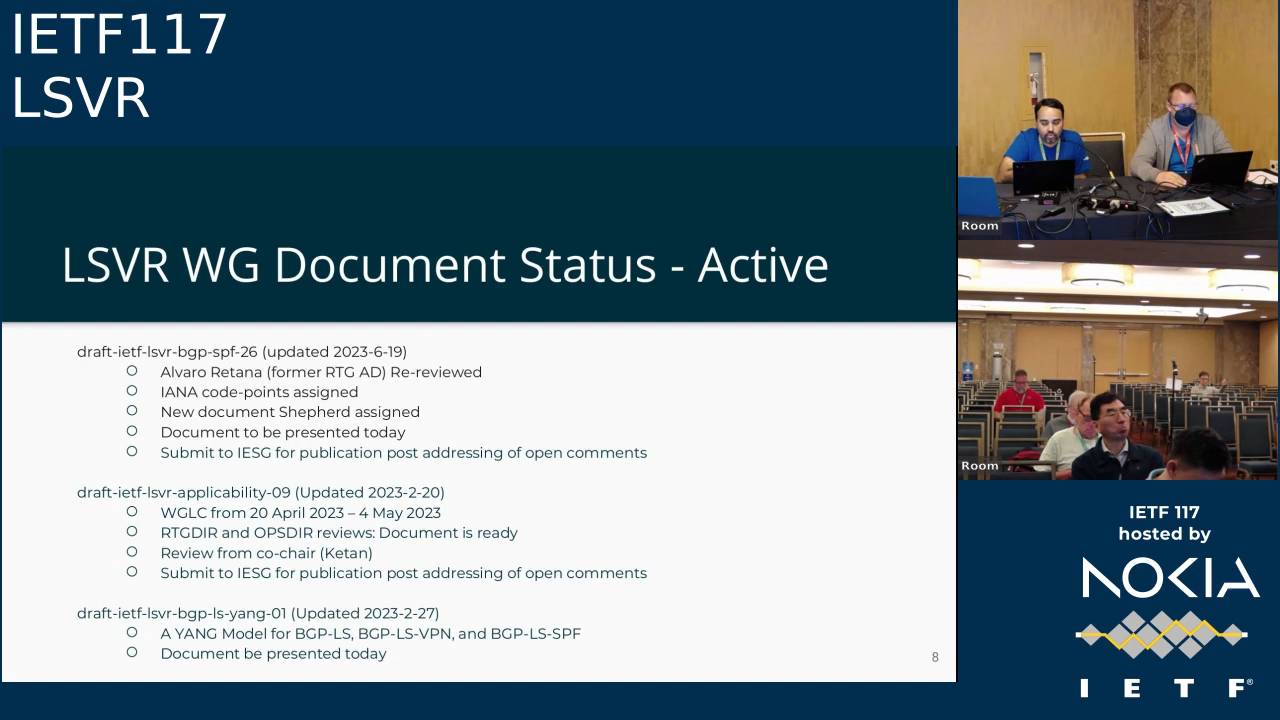 IETF117
LSVR
LSVR WG Document Status - Active
draft-ietf-lsvr-bgp-spf-26 (updated 2023-6-19)
Alvaro Retana (former RTG AD) Re-reviewed
IANA code-points assigned
New document Shepherd assigned
Document to be presented today
Submit to IESG for publication post addressing of open comments
draft-ietf-lsvr-applicability-09 (Updated 2023-2-20)
WGLC from 20 April 2023 – 4 May 2023
RTGDIR and OPSDIR reviews: Document is ready
Review from co-chair (Ketan)
Submit to IESG for publication post addressing of open comments
draft-ietf-lsvr-bgp-ls-yang-01 (Updated 2023-2-27)
A YANG Model for BGP-LS, BGP-LS-VPN, and BGP-LS-SPF
Document be presented today
8
Room
Room
IETF 117
hosted by
NOKIA
I E T F®